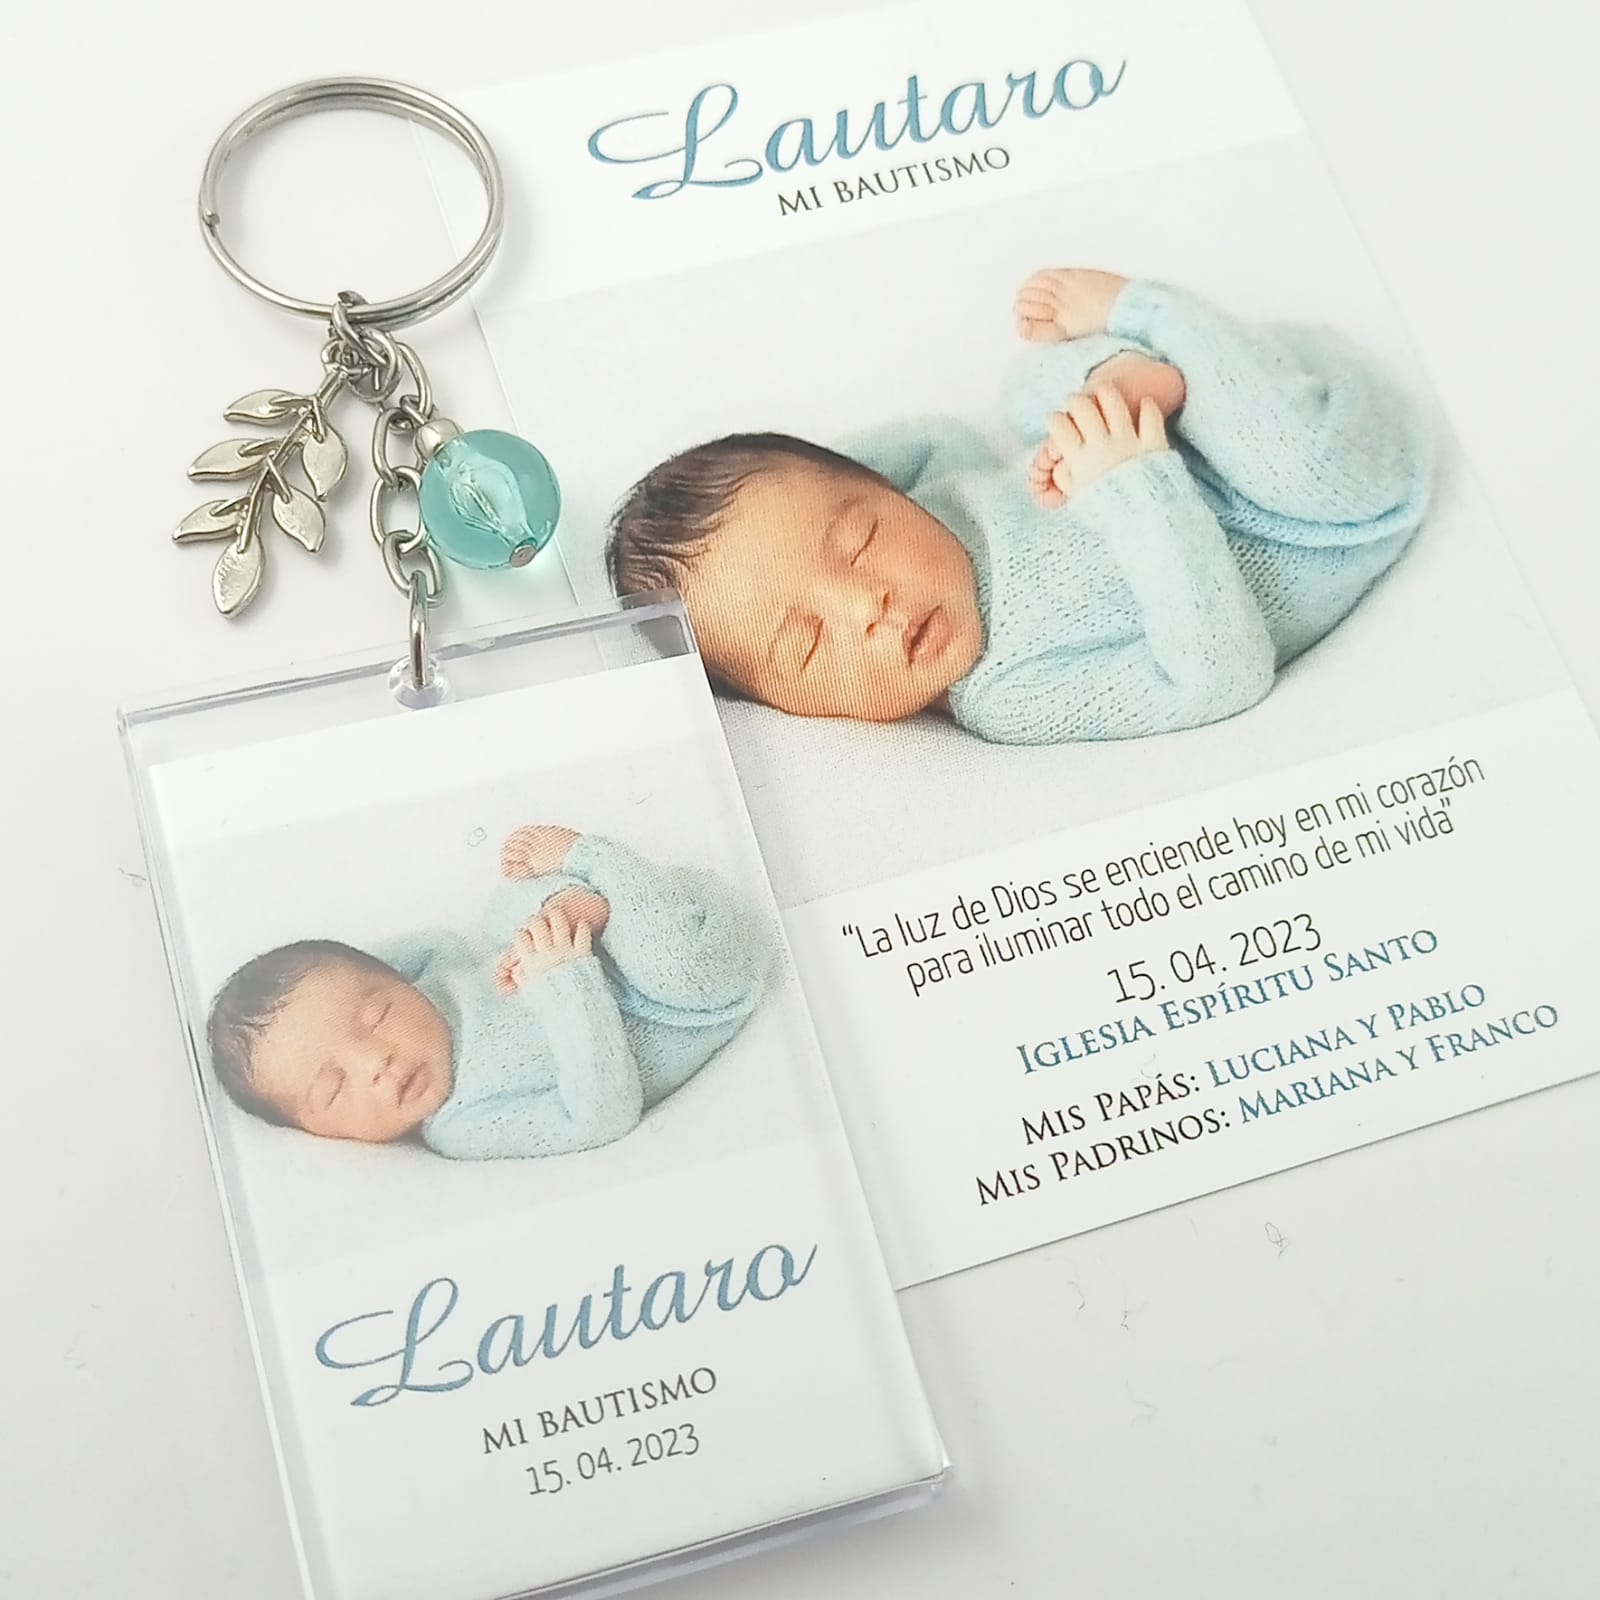 Lautaro
MI BAUTISMO
“La luz de Dios se enciende hoy en mi corazón
para iluminar todo el camino de mi vida”
15. 04. 2023
IGLESIA ESPÍRITU SANTO
MIS PAPÁS: LUCIANA Y PABLO
MIS PADRINOS: MARIANA Y FRANCO
Lautaro
MI BAUTISMO
15. 04. 2023